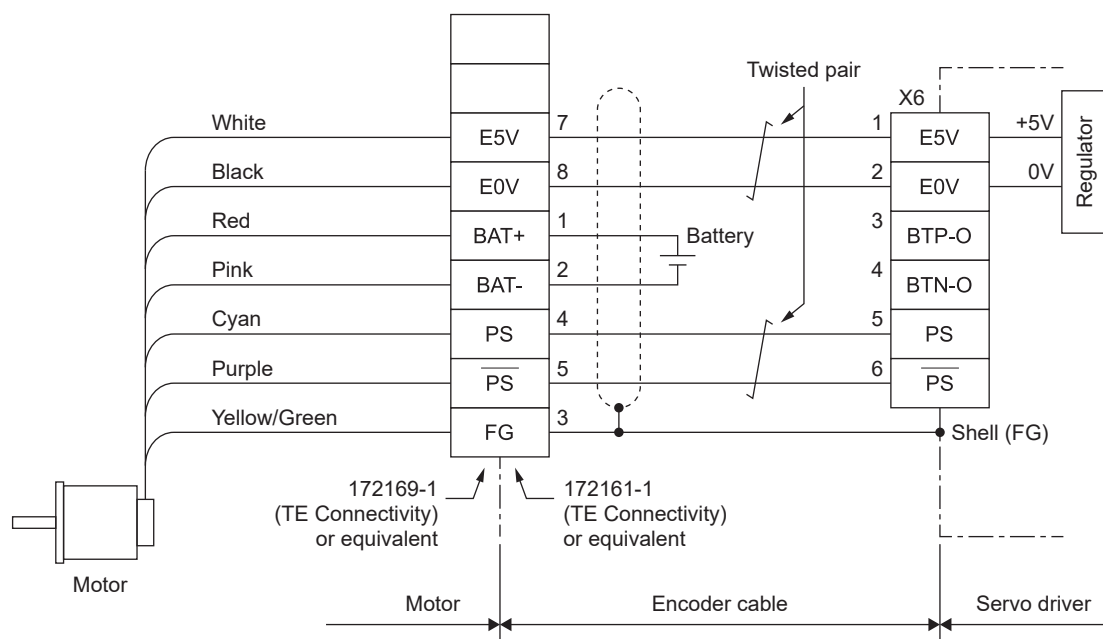 Twisted pair
X6
White
E5V
7
1
E5V
+5V
Regulator
Black
E0V
8
2
E0V
0V
Red
BAT+
1
Battery
3
BTP-O
Pink
BAT-
2
4
BTN-O
Cyan
PS
4
5
PS
Purple
P̅S̅
5
6
P̅S̅
Yellow/Green
FG
3
Shell (FG)
172169-1
(TE Connectivity)
or equivalent
172161-1
(TE Connectivity)
or equivalent
Motor
Motor
Encoder cable
Servo driver